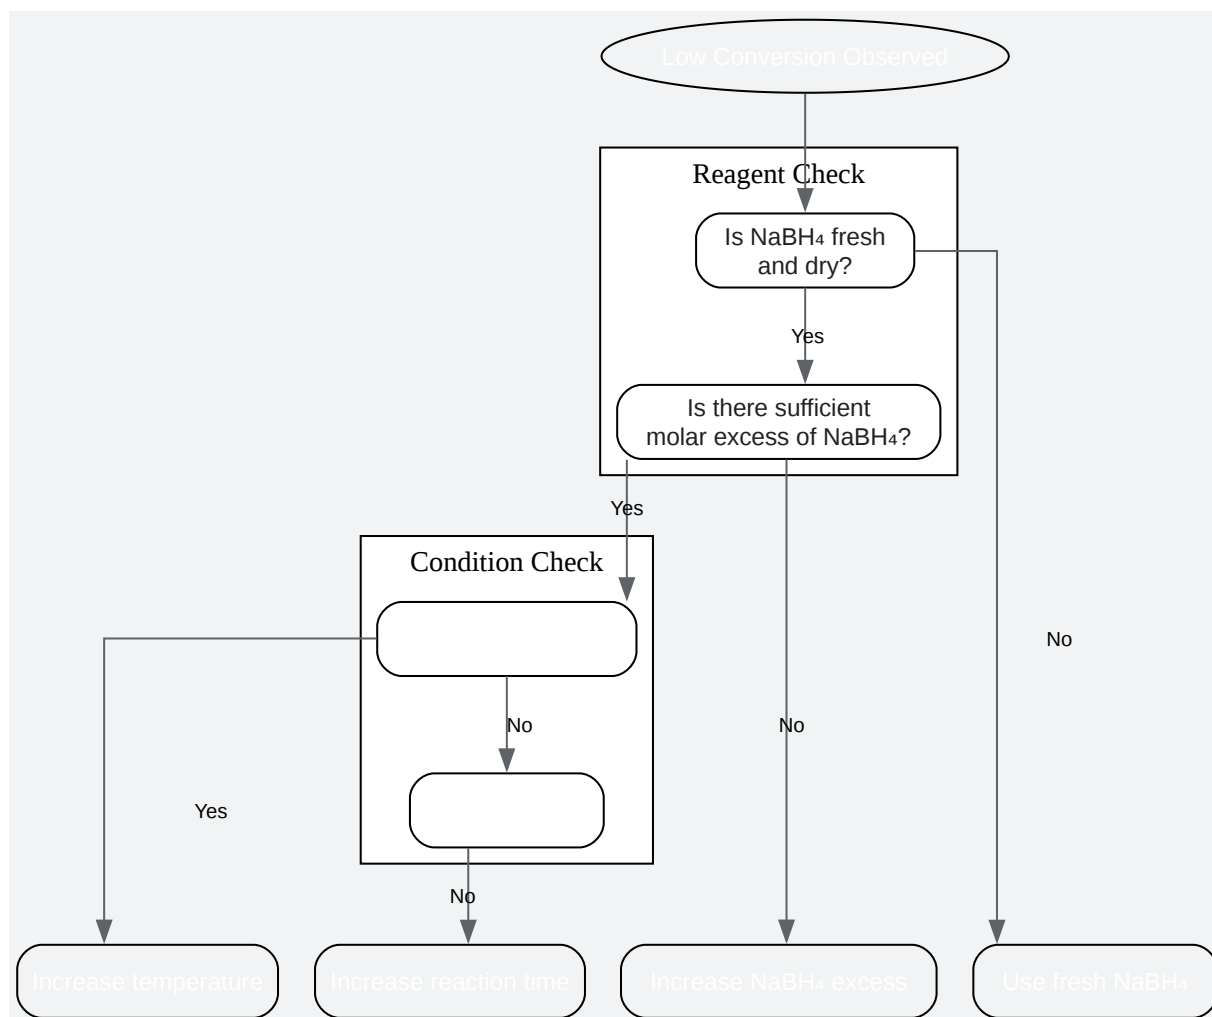 Low Conversion Observed
Reagent Check
Is NaBH₄ fresh
and dry?
Yes
Is there sufficient
molar excess of NaBH₄?
Yes
Condition Check
No
No
No
Yes
No
Increase temperature
Increase reaction time
Increase NaBH₄ excess
Use fresh NaBH₄